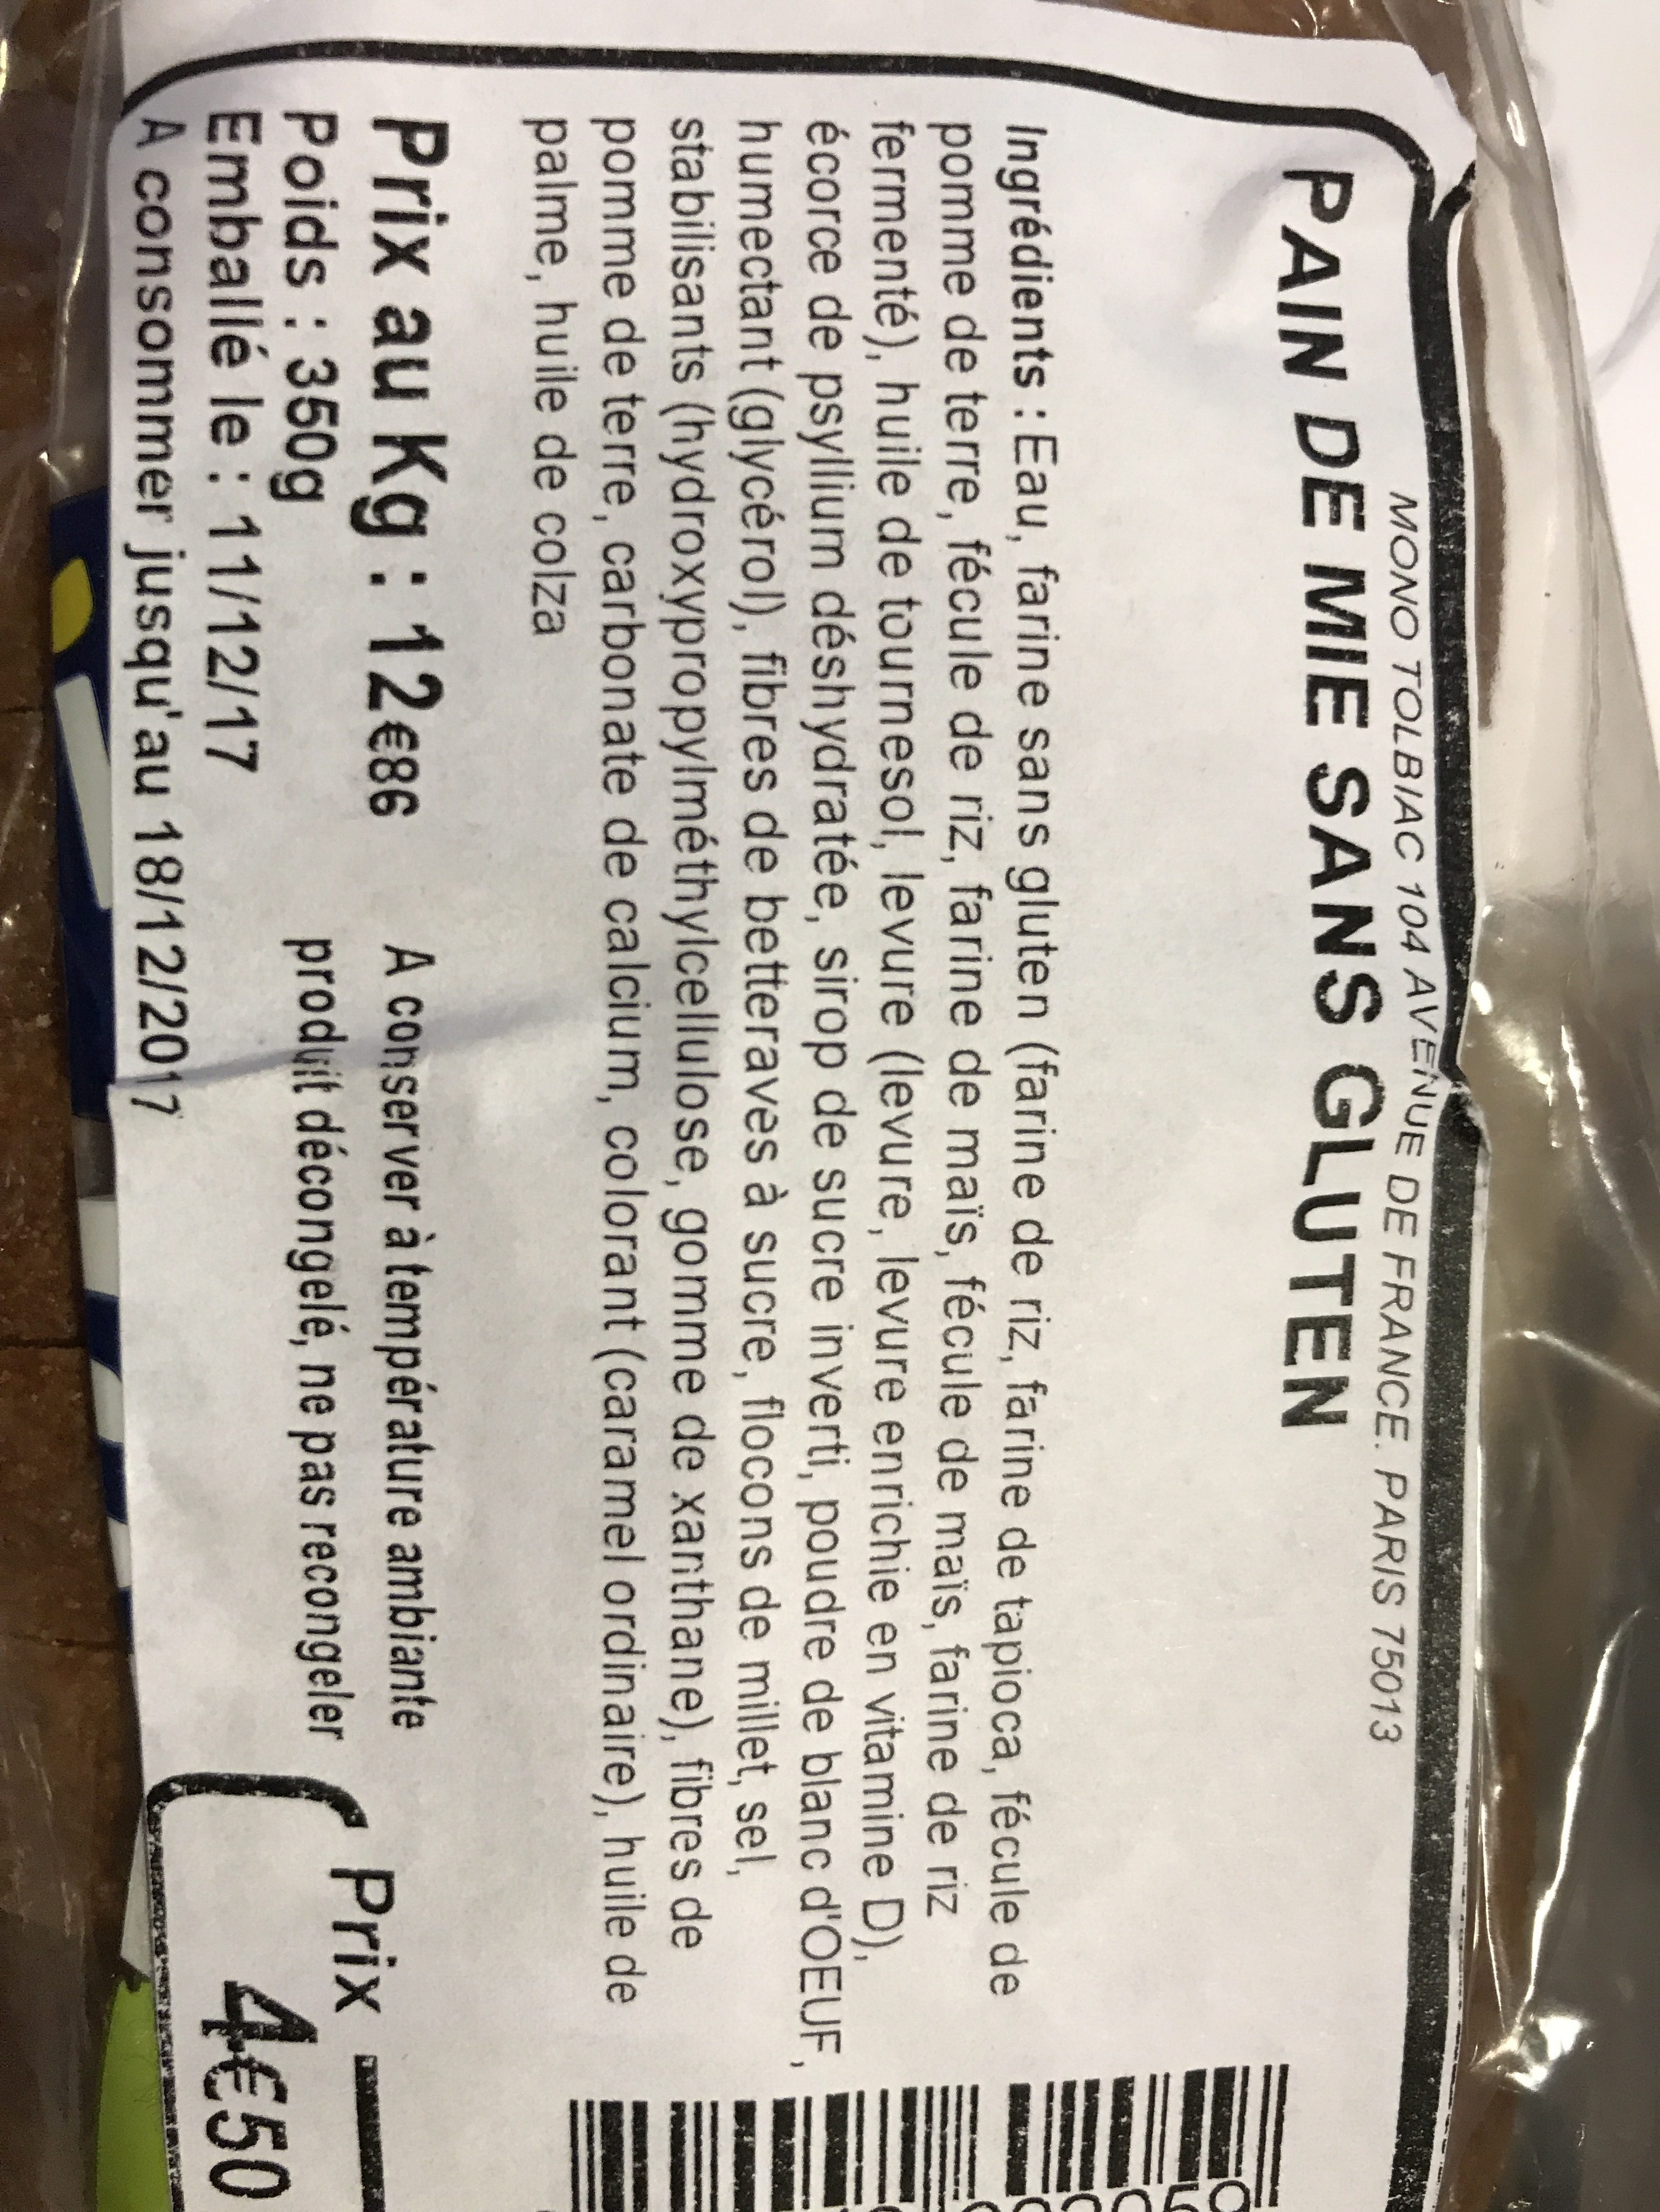 MONO TOLBIAC 104 AVENUE DE FRANCE. PARIS 75013
PAIN DE MIE SANS GLUTEN
Ingrédients : Eau, farine sans gluten (farine de riz, farine de tapioca, fécule de
pomme de terre, fécule de riz, farine de maïs, fécule de maïs, farine de riz
fermenté), huile de tournesol, levure (levure, levure enrichie en vitamine D),
écorce de psyllium déshydratée, sirop de sucre inverti, poudre de blanc d'OEUF,
humectant (glycérol), fibres de betteraves à sucre, flocons de millet, sel,
stabilisants (hydroxypropylméthylcellulose, gomme de xanthane), fibres de
pomme de terre, carbonate de calcium, colorant (caramel ordinaire), huile de
palme, huile de colza
Prix au Kg : 12€86
A conserver à température ambiante
Poids : 350g
produit décongelé, ne pas recongeler
Emballé le : 11/12/17
A consommer jusqu'au 18/12/2017
Prix
4€50